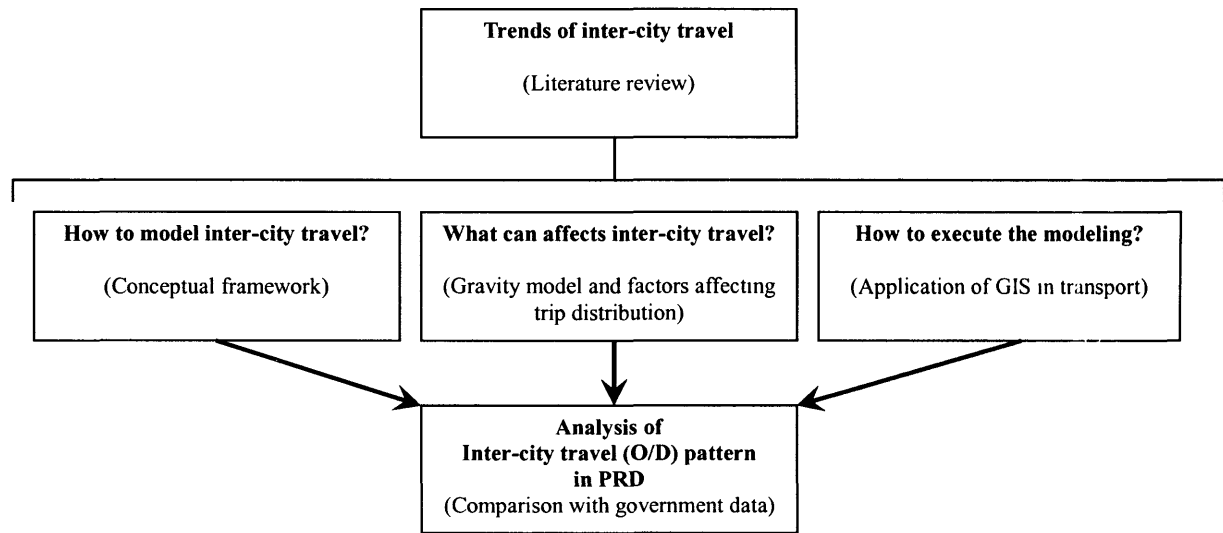 Trends of inter-city travel
(Literature review)
How to model inter-city travel?
(Conceptual framework)
What can affects inter-city travel?
(Gravity model and factors affecting
trip distribution)
How to execute the modeling?
(Application of GIS in transport)
Analysis of
Inter-city travel (O/D) pattern
in PRD
(Comparison with government data)